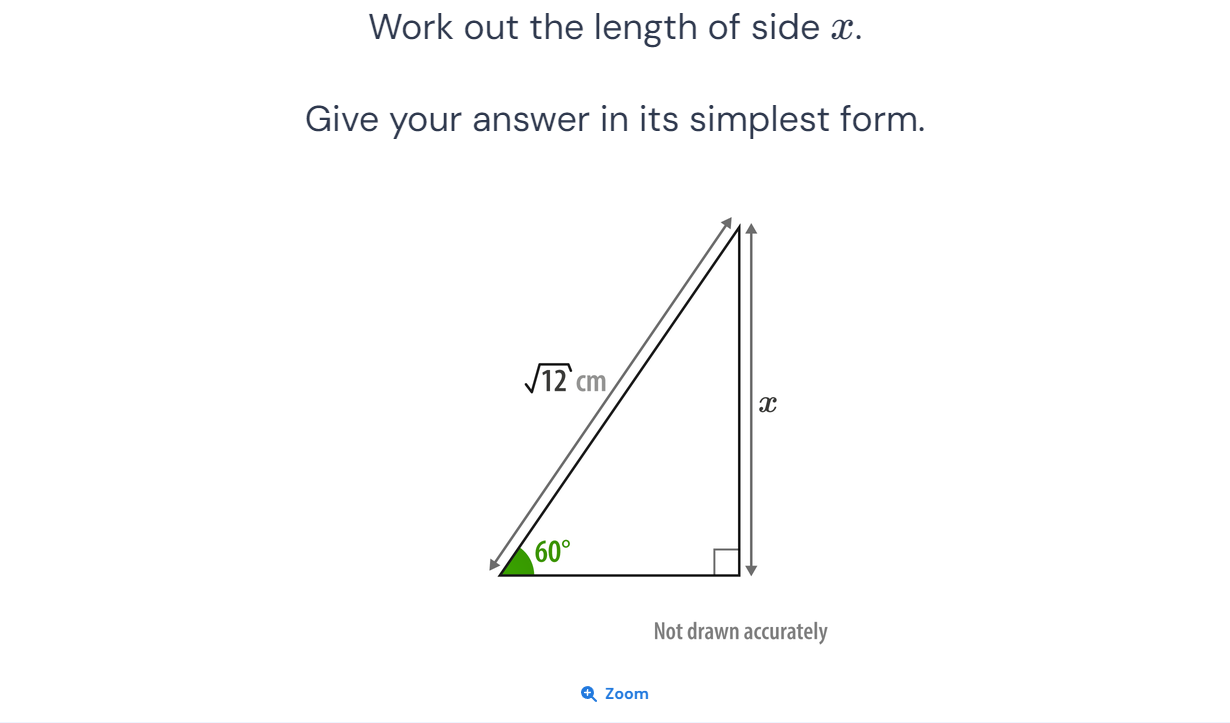 Work out the length of side x.
Give your answer in its simplest form.
√12 cm
x
60°
Not drawn accurately
Zoom